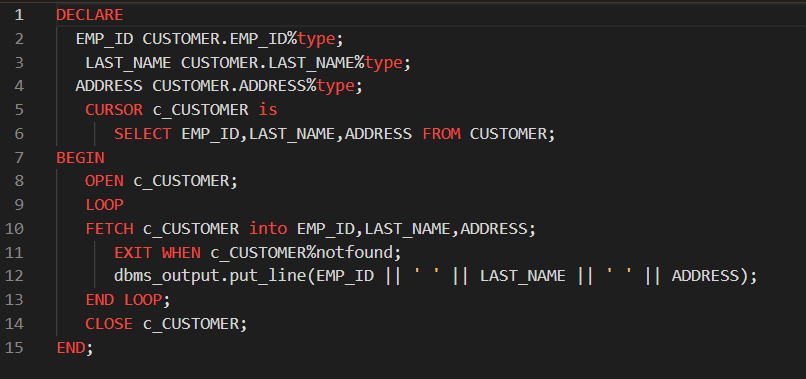 1 DECLARE
2 EMP_ID CUSTOMER.EMP_ID%type;
3 LAST_NAME CUSTOMER.LAST_NAME%type;
4 ADDRESS CUSTOMER.ADDRESS%type;
5 CURSOR c_CUSTOMER is
6 SELECT EMP_ID,LAST_NAME,ADDRESS FROM CUSTOMER;
7 BEGIN
8 OPEN c_CUSTOMER;
9 LOOP
10 FETCH c_CUSTOMER into EMP_ID,LAST_NAME,ADDRESS;
11 EXIT WHEN c_CUSTOMER%notfound;
12 dbms_output.put_line(EMP_ID || ' ' || LAST_NAME || ' ' || ADDRESS);
13 END LOOP;
14 CLOSE c_CUSTOMER;
15 END;